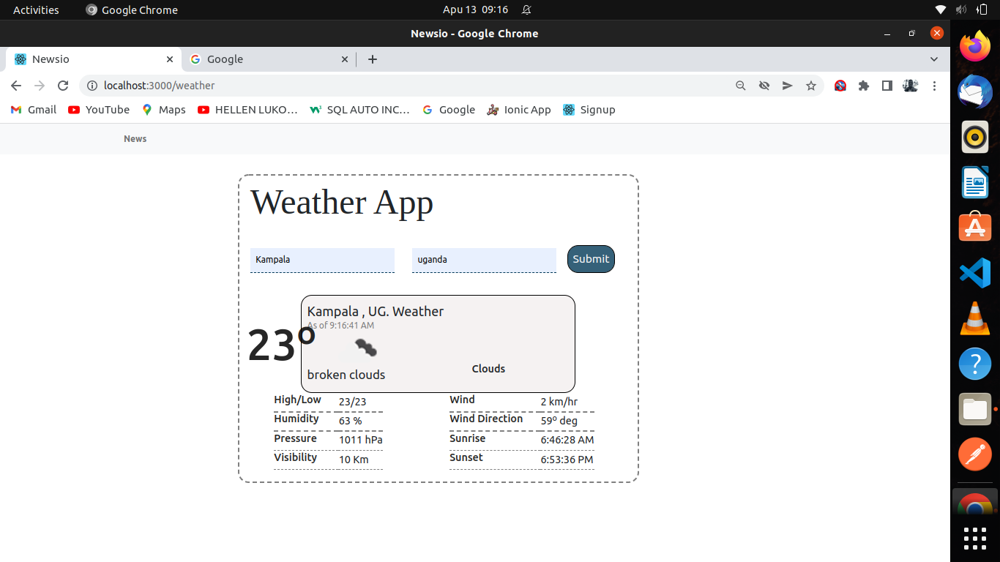 Activities Google Chrome Apu 13 09:16
Newsio - Google Chrome
Newsio Google
localhost:3000/weather
Gmail YouTube Maps HELLEN LUKO... SQL AUTO INC... Google Ionic App Signup
News
Weather App
Kampala uganda Submit
Kampala , UG. Weather
As of 9:16:41 AM
23º
Clouds
broken clouds
High/Low 23/23 Wind 2 km/hr
Humidity 63 % Wind Direction 59º deg
Pressure 1011 hPa Sunrise 6:46:28 AM
Visibility 10 Km Sunset 6:53:36 PM